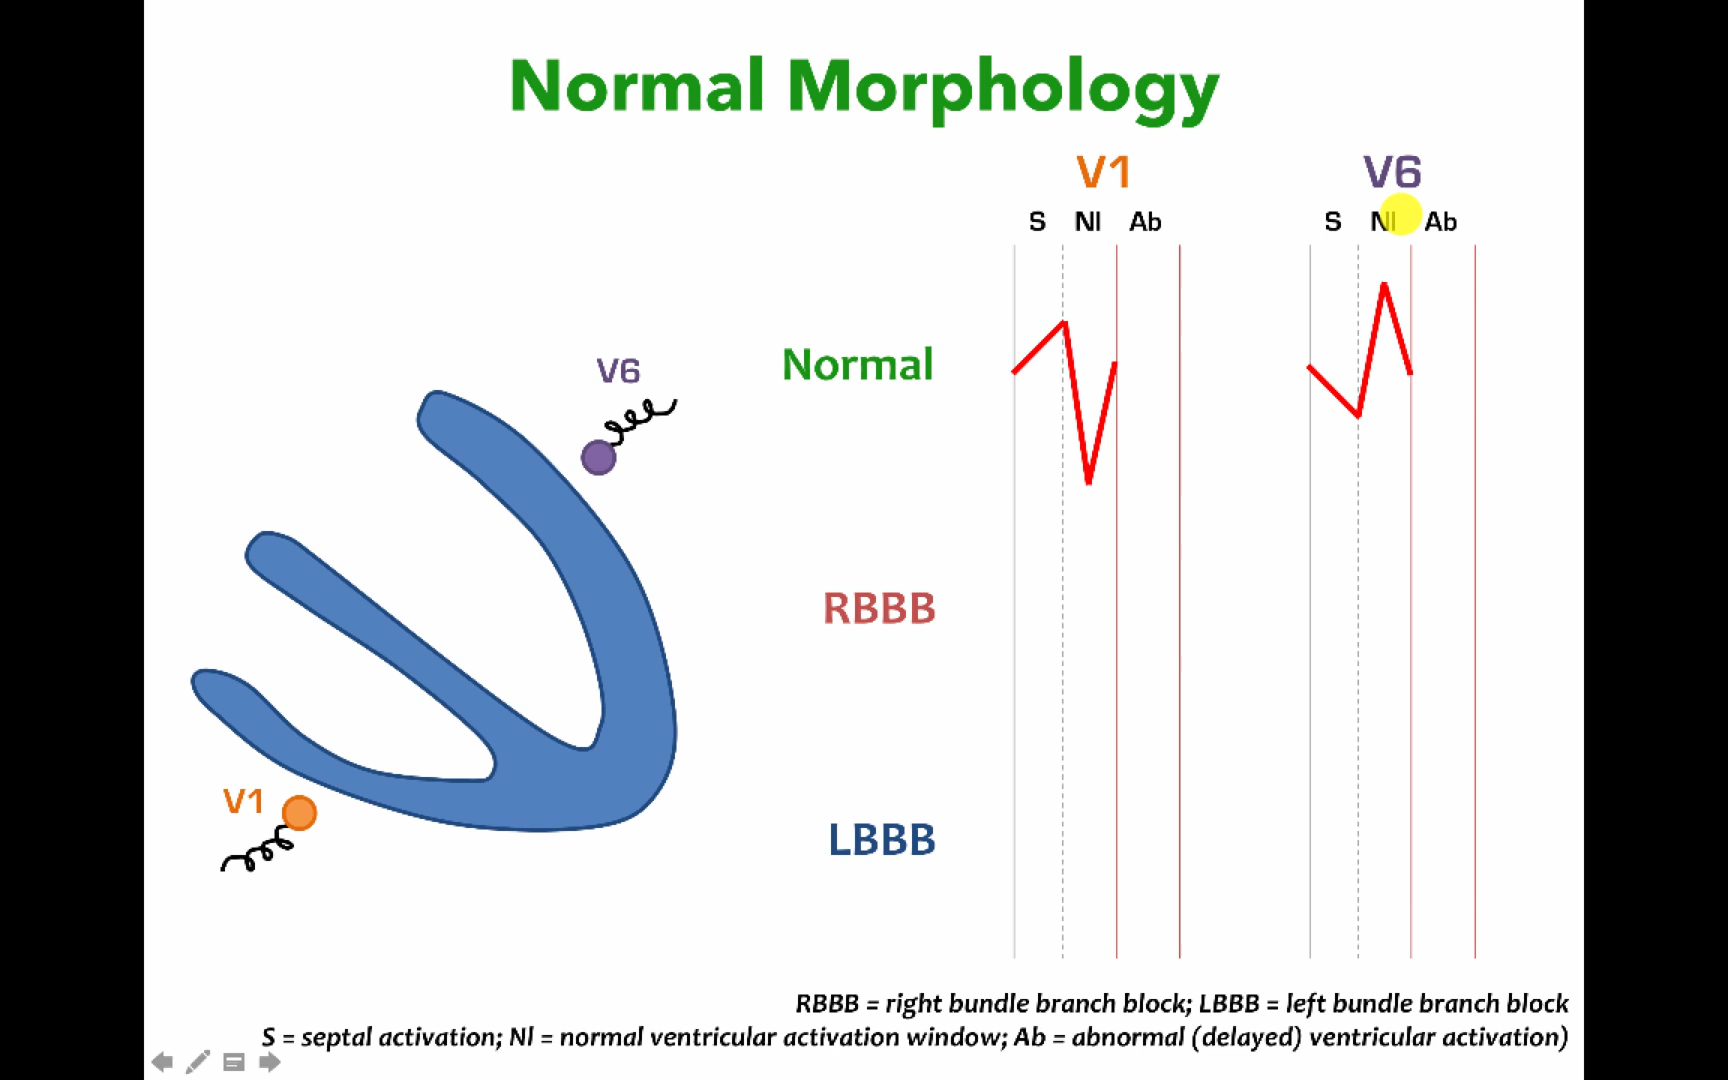 Normal Morphology
V1
V6
S Nl Ab
S Nl Ab
Normal
V6
RBBB
V1
LBBB
RBBB = right bundle branch block; LBBB = left bundle branch block
S = septal activation; Nl = normal ventricular activation window; Ab = abnormal (delayed) ventricular activation)